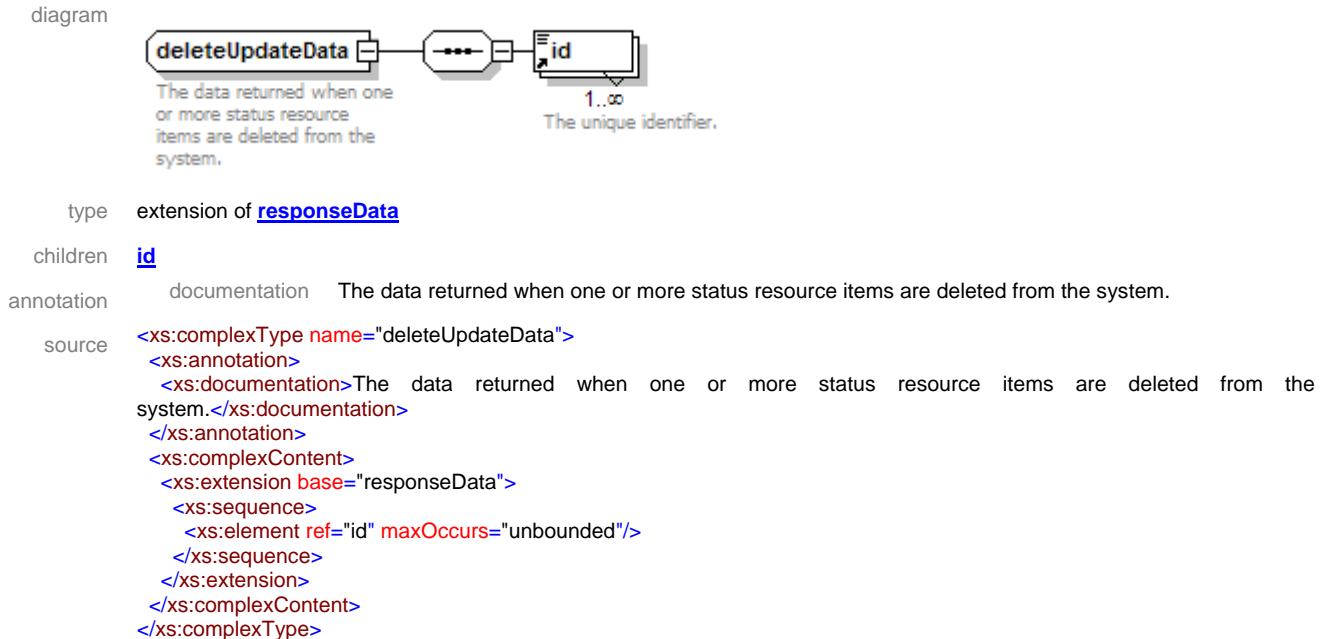 diagram
deleteUpdateData
id
1..∞
The data returned when one
or more status resource
items are deleted from the
system.
The unique identifier.
type extension of responseData
children id
annotation documentation The data returned when one or more status resource items are deleted from the system.
source <xs:complexType name="deleteUpdateData">
<xs:annotation>
<xs:documentation>The data returned when one or more status resource items are deleted from the
system.</xs:documentation>
</xs:annotation>
<xs:complexContent>
<xs:extension base="responseData">
<xs:sequence>
<xs:element ref="id" maxOccurs="unbounded"/>
</xs:sequence>
</xs:extension>
</xs:complexContent>
</xs:complexType>